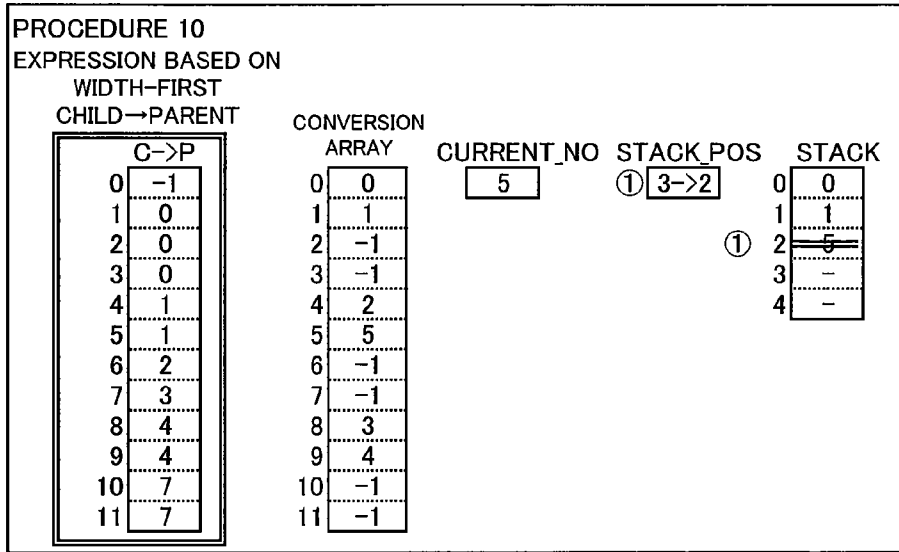 PROCEDURE 10
EXPRESSION BASED ON
WIDTH-FIRST
CHILD→PARENT
CONVERSION
ARRAY
C->P
CURRENT_NO STACK_POS STACK
0 -1 0 0 5 ① 3->2 0 0
1 0 1 1 1 1
2 0 2 -1 ① 2 5
3 0 3 -1 3 -
4 1 4 2 4 -
5 1 5 5
6 2 6 -1
7 3 7 -1
8 4 8 3
9 4 9 4
10 7 10 -1
11 7 11 -1